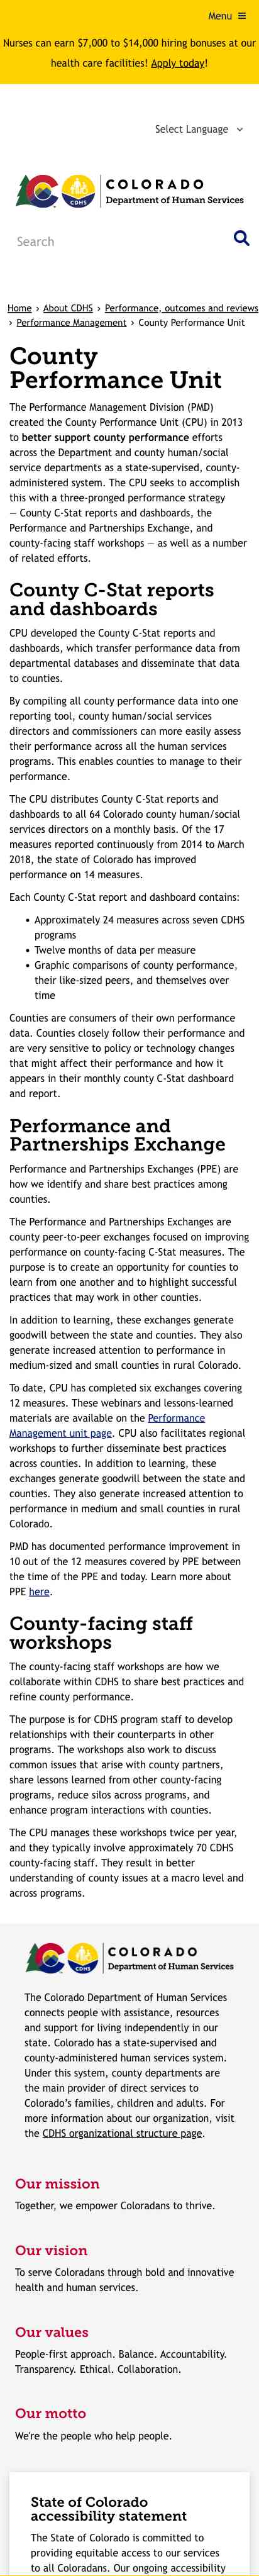 Menu ≡
Nurses can earn $7,000 to $14,000 hiring bonuses at our
health care facilities! Apply today!
Select Language
CDHS
COLORADO
Department of Human Services
Search
Home › About CDHS › Performance, outcomes and reviews
› Performance Management › County Performance Unit
County
Performance Unit
The Performance Management Division (PMD)
created the County Performance Unit (CPU) in 2013
to better support county performance efforts
across the Department and county human/social
service departments as a state-supervised, county-
administered system. The CPU seeks to accomplish
this with a three-pronged performance strategy
— County C-Stat reports and dashboards, the
Performance and Partnerships Exchange, and
county-facing staff workshops — as well as a number
of related efforts.
County C-Stat reports
and dashboards
CPU developed the County C-Stat reports and
dashboards, which transfer performance data from
departmental databases and disseminate that data
to counties.
By compiling all county performance data into one
reporting tool, county human/social services
directors and commissioners can more easily assess
their performance across all the human services
programs. This enables counties to manage to their
performance.
The CPU distributes County C-Stat reports and
dashboards to all 64 Colorado county human/social
services directors on a monthly basis. Of the 17
measures reported continuously from 2014 to March
2018, the state of Colorado has improved
performance on 14 measures.
Each County C-Stat report and dashboard contains:
• Approximately 24 measures across seven CDHS
programs
• Twelve months of data per measure
• Graphic comparisons of county performance,
their like-sized peers, and themselves over
time
Counties are consumers of their own performance
data. Counties closely follow their performance and
are very sensitive to policy or technology changes
that might affect their performance and how it
appears in their monthly county C-Stat dashboard
and report.
Performance and
Partnerships Exchange
Performance and Partnerships Exchanges (PPE) are
how we identify and share best practices among
counties.
The Performance and Partnerships Exchanges are
county peer-to-peer exchanges focused on improving
performance on county-facing C-Stat measures. The
purpose is to create an opportunity for counties to
learn from one another and to highlight successful
practices that may work in other counties.
In addition to learning, these exchanges generate
goodwill between the state and counties. They also
generate increased attention to performance in
medium-sized and small counties in rural Colorado.
To date, CPU has completed six exchanges covering
12 measures. These webinars and lessons-learned
materials are available on the Performance
Management unit page. CPU also facilitates regional
workshops to further disseminate best practices
across counties. In addition to learning, these
exchanges generate goodwill between the state and
counties. They also generate increased attention to
performance in medium and small counties in rural
Colorado.
PMD has documented performance improvement in
10 out of the 12 measures covered by PPE between
the time of the PPE and today. Learn more about
PPE here.
County-facing staff
workshops
The county-facing staff workshops are how we
collaborate within CDHS to share best practices and
refine county performance.
The purpose is for CDHS program staff to develop
relationships with their counterparts in other
programs. The workshops also work to discuss
common issues that arise with county partners,
share lessons learned from other county-facing
programs, reduce silos across programs, and
enhance program interactions with counties.
The CPU manages these workshops twice per year,
and they typically involve approximately 70 CDHS
county-facing staff. They result in better
understanding of county issues at a macro level and
across programs.
CDHS
COLORADO
Department of Human Services
The Colorado Department of Human Services
connects people with assistance, resources
and support for living independently in our
state. Colorado has a state-supervised and
county-administered human services system.
Under this system, county departments are
the main provider of direct services to
Colorado’s families, children and adults. For
more information about our organization, visit
the CDHS organizational structure page.
Our mission
Together, we empower Coloradans to thrive.
Our vision
To serve Coloradans through bold and innovative
health and human services.
Our values
People-first approach. Balance. Accountability.
Transparency. Ethical. Collaboration.
Our motto
We're the people who help people.
State of Colorado
accessibility statement
The State of Colorado is committed to
providing equitable access to our services
to all Coloradans. Our ongoing accessibility